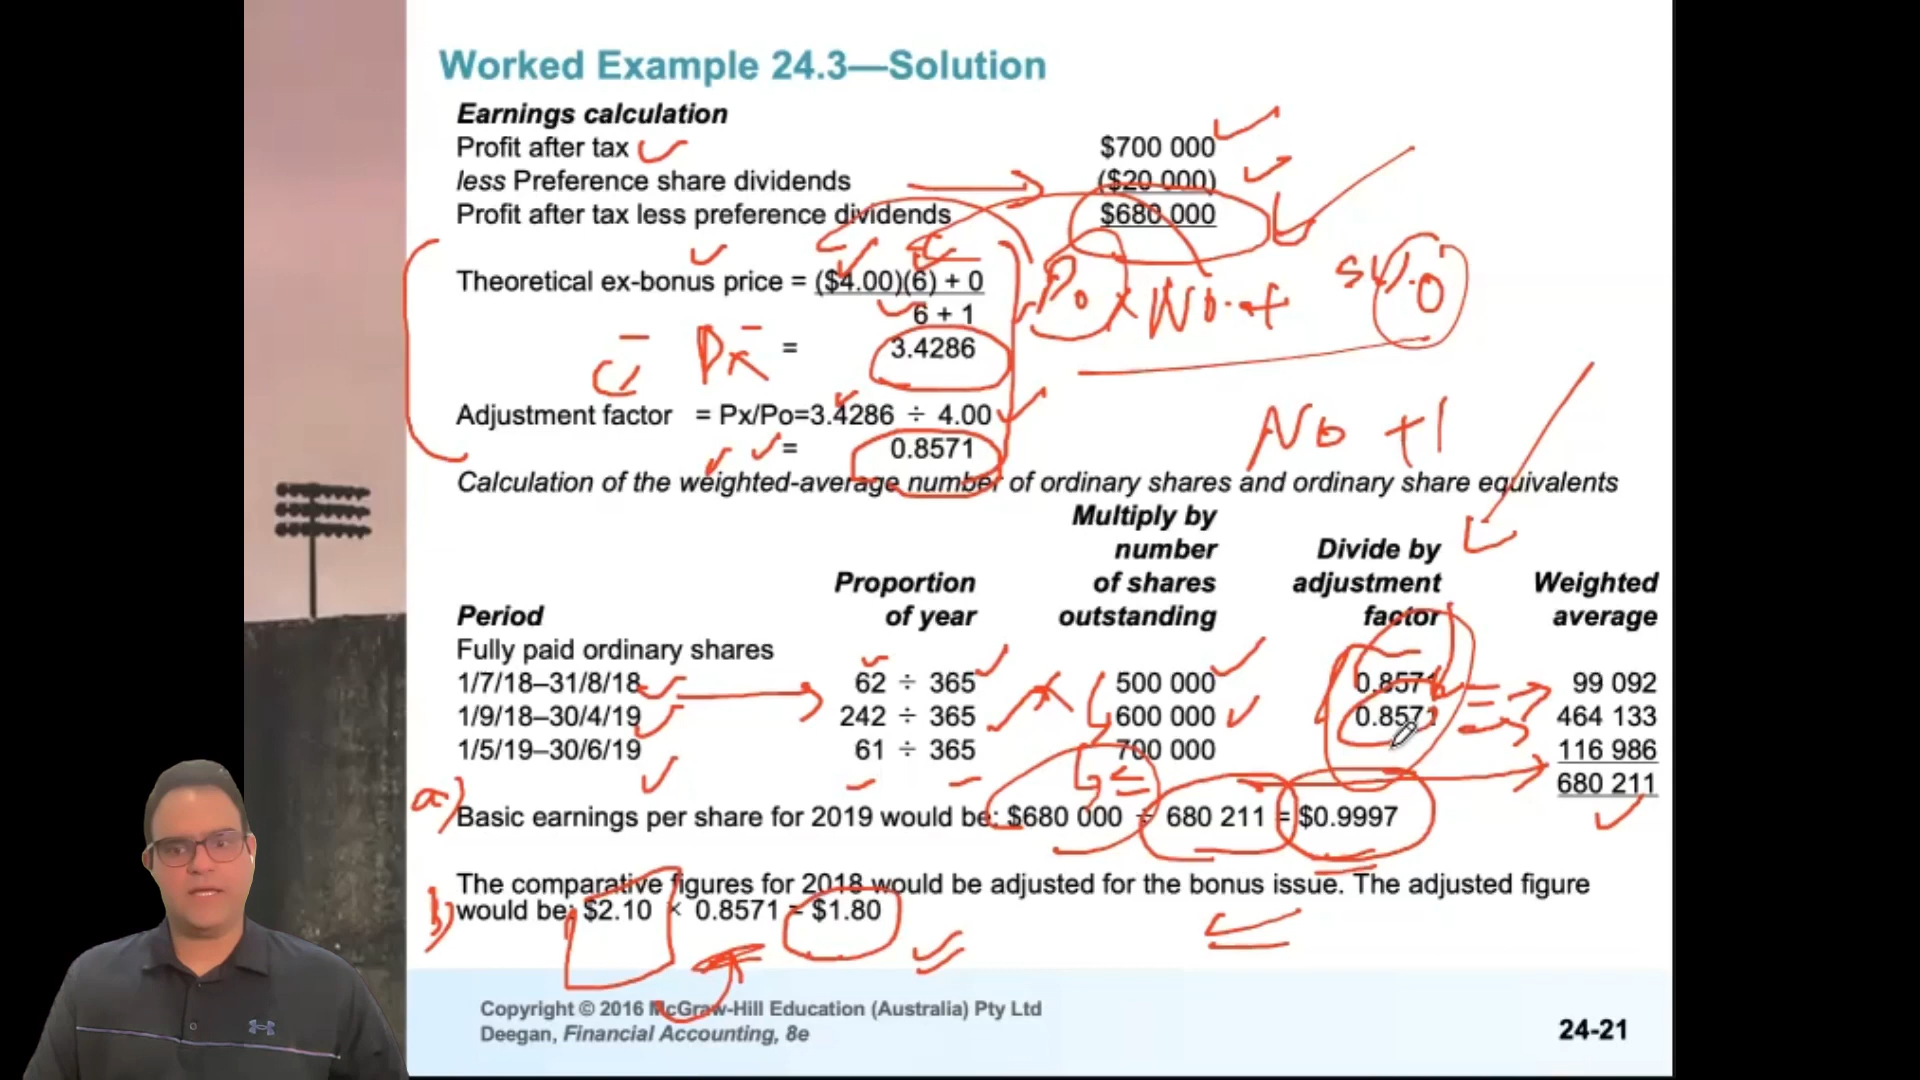 Worked Example 24.3—Solution
Earnings calculation
Profit after tax $700 000
less Preference share dividends ($20 000)
Profit after tax less preference dividends $680 000
Theoretical ex-bonus price = ($4.00)(6) + 0
6 + 1
= 3.4286
Px
Po x No + sub.0
No + 1
Adjustment factor = Px/Po=3.4286 ÷ 4.00
= 0.8571
Calculation of the weighted-average number of ordinary shares and ordinary share equivalents
Period
Proportion of year
Multiply by number of shares outstanding
Divide by adjustment factor
Weighted average
Fully paid ordinary shares
1/7/18–31/8/18 62 ÷ 365 500 000 0.8571 99 092
1/9/18–30/4/19 242 ÷ 365 600 000 0.8571 464 133
1/5/19–30/6/19 61 ÷ 365 700 000 116 986
680 211
a)
Basic earnings per share for 2019 would be: $680 000 ÷ 680 211 = $0.9997
b)
The comparative figures for 2018 would be adjusted for the bonus issue. The adjusted figure
would be: $2.10 × 0.8571 = $1.80
Copyright © 2016 McGraw-Hill Education (Australia) Pty Ltd
Deegan, Financial Accounting, 8e
24-21